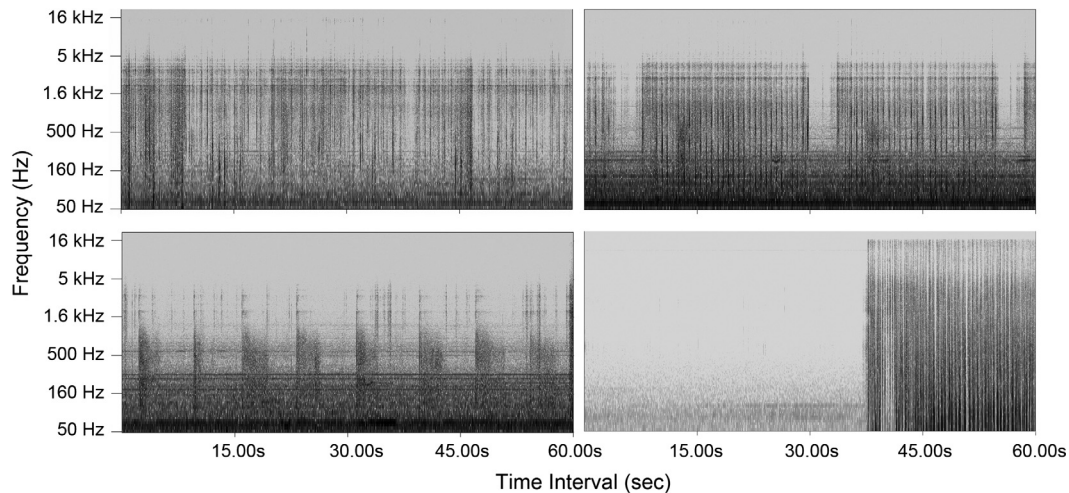 16 kHz
5 kHz
1.6 kHz
500 Hz
160 Hz
50 Hz
16 kHz
5 kHz
1.6 kHz
500 Hz
160 Hz
50 Hz
Frequency (Hz)
15.00s 30.00s 45.00s 60.00s 15.00s 30.00s 45.00s 60.00s
Time Interval (sec)